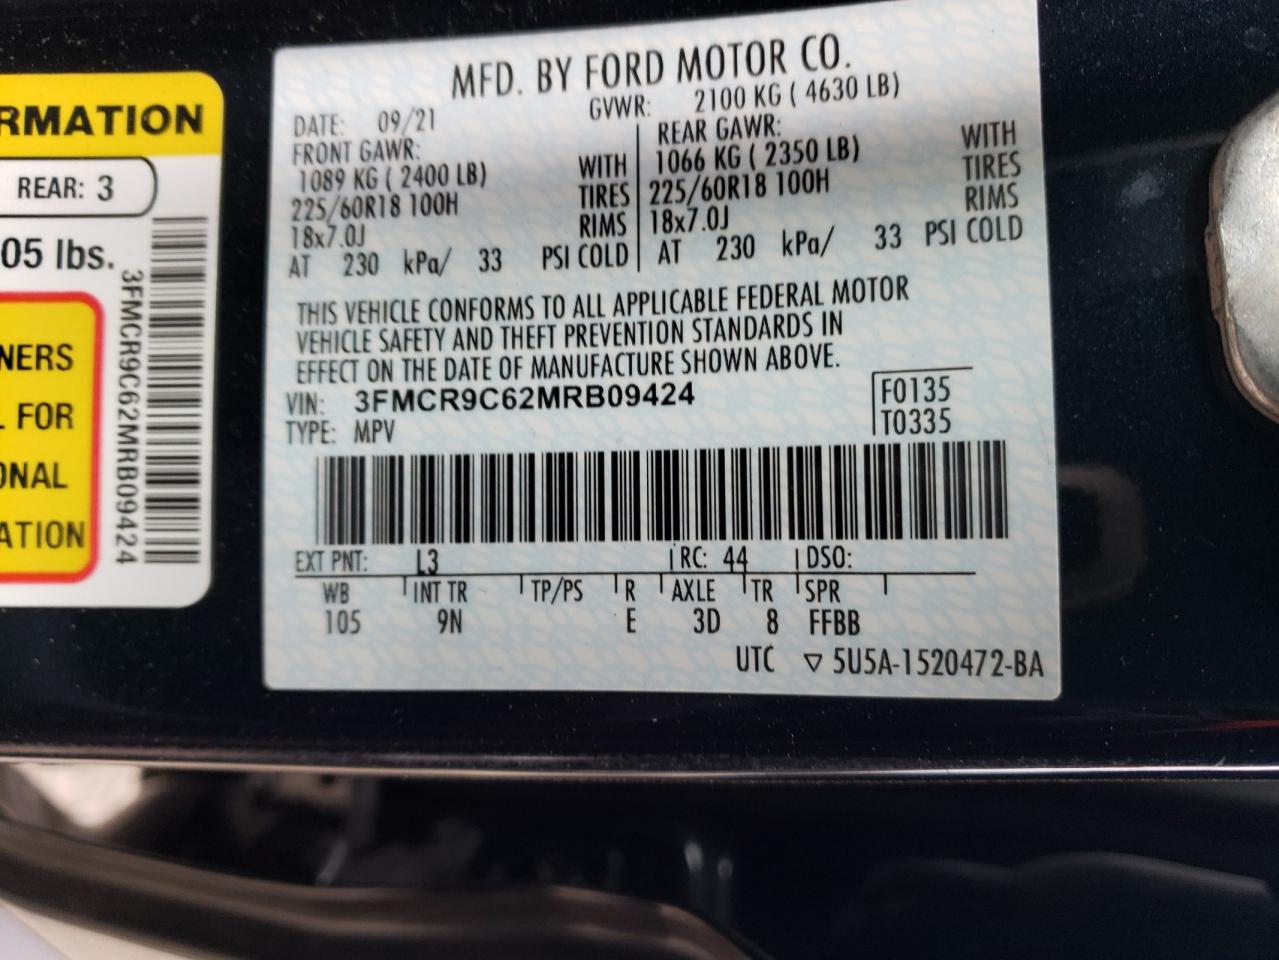 RMATION
REAR: 3
05 lbs.
NERS
FOR
ONAL
ATION
3FMCR9C62MRB09424
MFD. BY FORD MOTOR CO.
DATE: 09/21 GVWR: 2100 KG ( 4630 LB)
FRONT GAWR:
1089 KG ( 2400 LB) WITH
225/60R18 100H TIRES
18x7.0J RIMS
AT 230 kPa/ 33 PSI COLD
REAR GAWR: WITH
1066 KG ( 2350 LB) TIRES
225/60R18 100H RIMS
18x7.0J
AT 230 kPa/ 33 PSI COLD
THIS VEHICLE CONFORMS TO ALL APPLICABLE FEDERAL MOTOR
VEHICLE SAFETY AND THEFT PREVENTION STANDARDS IN
EFFECT ON THE DATE OF MANUFACTURE SHOWN ABOVE.
VIN: 3FMCR9C62MRB09424 F0135
TYPE: MPV T0335
EXT PNT: L3 RC: 44 DSO:
WB INT TR TP/PS R AXLE TR SPR
105 9N E 3D 8 FFBB
UTC ▽ 5U5A-1520472-BA